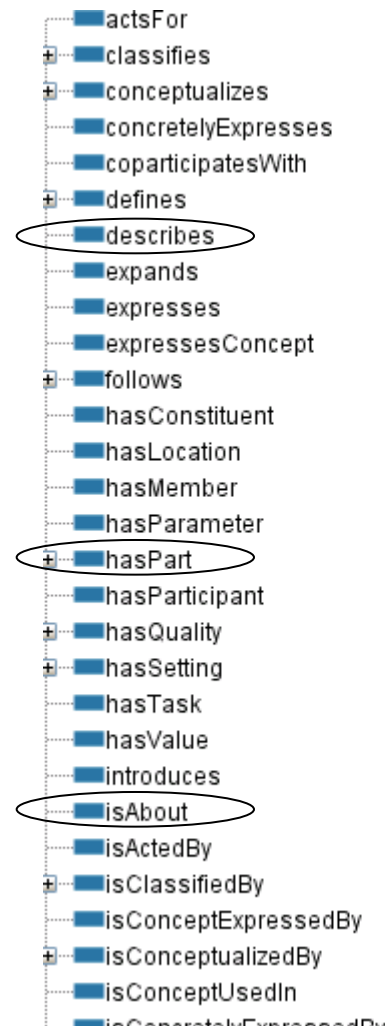 actsFor
classifies
conceptualizes
concretelyExpresses
coparticipatesWith
defines
describes
expands
expresses
expressesConcept
follows
hasConstituent
hasLocation
hasMember
hasParameter
hasPart
hasParticipant
hasQuality
hasSetting
hasTask
hasValue
introduces
isAbout
isActedBy
isClassifiedBy
isConceptExpressedBy
isConceptualizedBy
isConceptUsedIn
isConcretelyExpressedBy